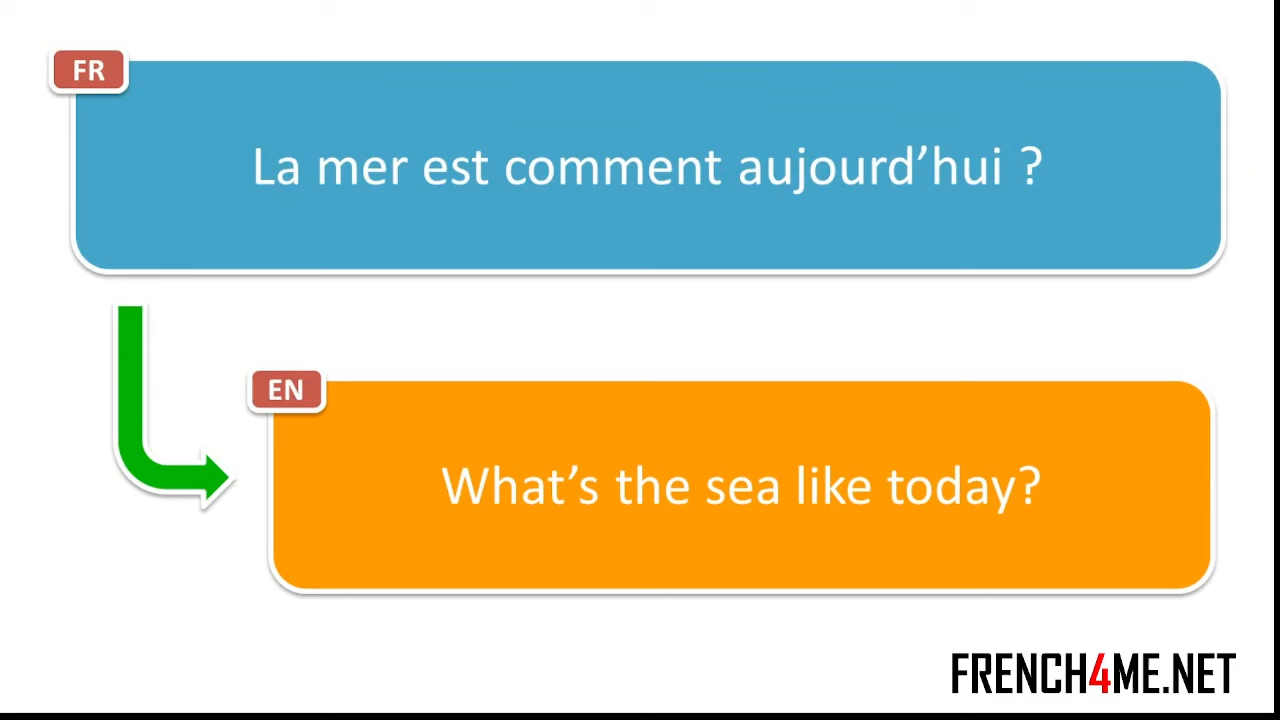 FR
La mer est comment aujourd’hui ?
EN
What’s the sea like today?
FRENCH4ME.NET